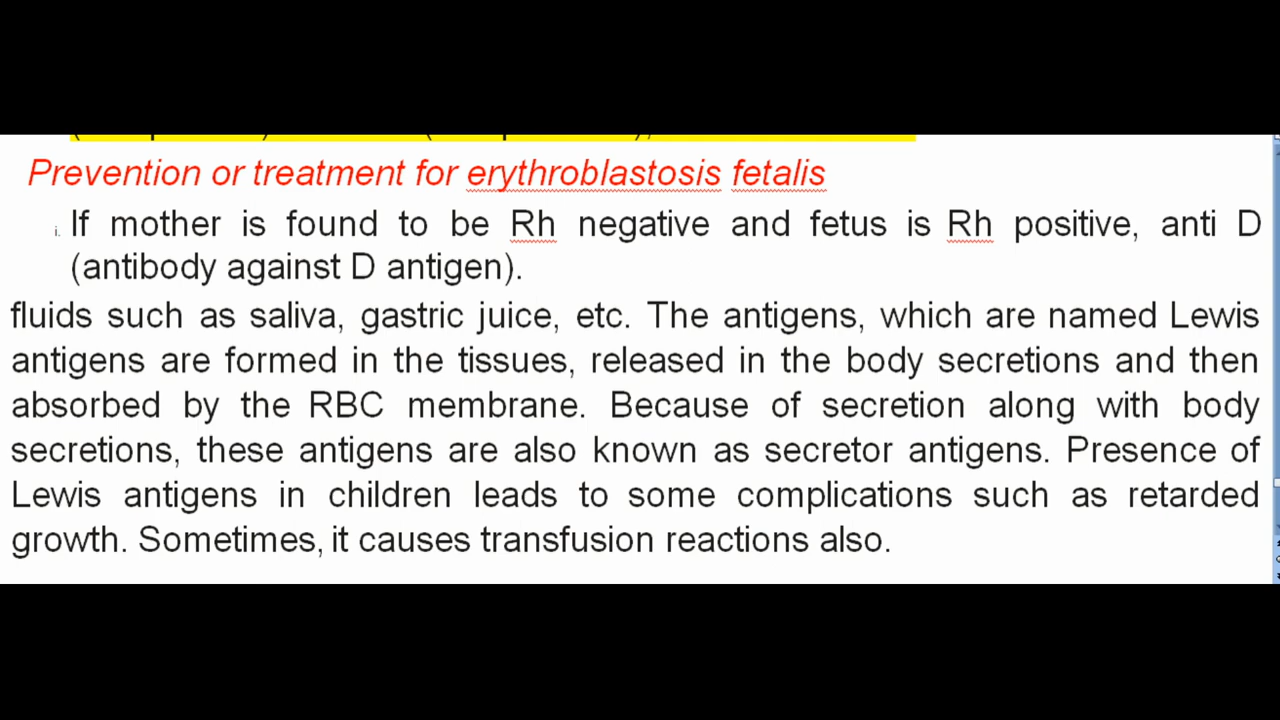 Prevention or treatment for erythroblastosis fetalis
i. If mother is found to be Rh negative and fetus is Rh positive, anti D
(antibody against D antigen).
fluids such as saliva, gastric juice, etc. The antigens, which are named Lewis
antigens are formed in the tissues, released in the body secretions and then
absorbed by the RBC membrane. Because of secretion along with body
secretions, these antigens are also known as secretor antigens. Presence of
Lewis antigens in children leads to some complications such as retarded
growth. Sometimes, it causes transfusion reactions also.